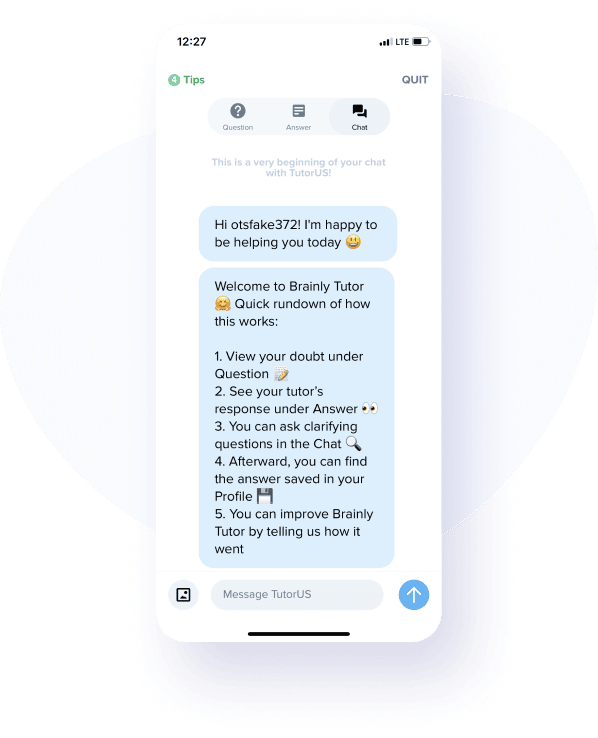 12:27 LTE
4 Tips QUIT
Question Answer Chat
This is a very beginning of your chat
with TutorUS!
Hi otsfake372! I'm happy to
be helping you today 😃
Welcome to Brainly Tutor
🤗 Quick rundown of how
this works:
1. View your doubt under
Question 📝
2. See your tutor's
response under Answer 👀
3. You can ask clarifying
questions in the Chat 🔍
4. Afterward, you can find
the answer saved in your
Profile 💾
5. You can improve Brainly
Tutor by telling us how it
went
Message TutorUS